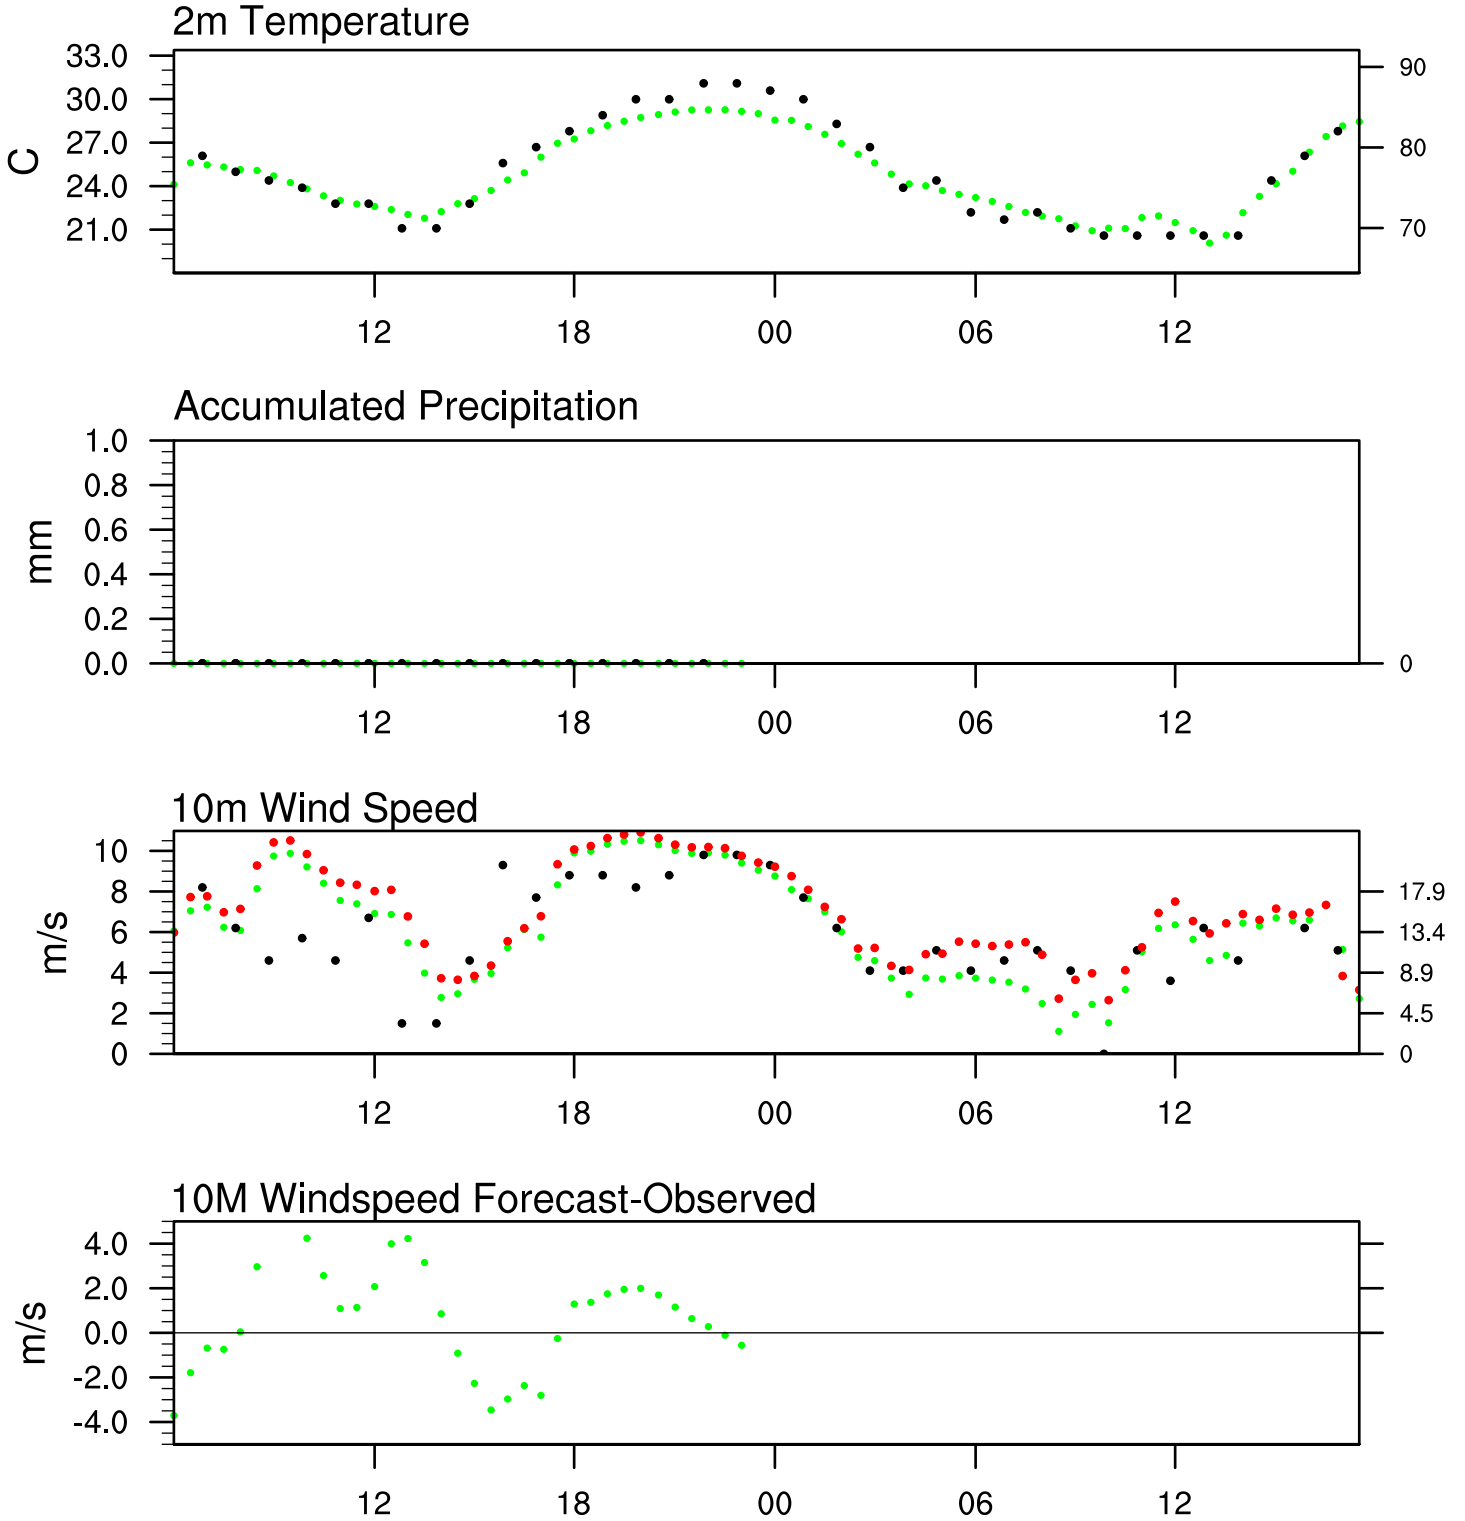 2m Temperature
33.0
30.0
27.0
24.0
21.0
C
90
80
70
12 18 00 06 12
Accumulated Precipitation
1.0
0.8
0.6
0.4
0.2
0.0
mm
0
12 18 00 06 12
10m Wind Speed
10
8
6
4
2
0
m/s
17.9
13.4
8.9
4.5
0
12 18 00 06 12
10M Windspeed Forecast-Observed
4.0
2.0
0.0
-2.0
-4.0
m/s
12 18 00 06 12